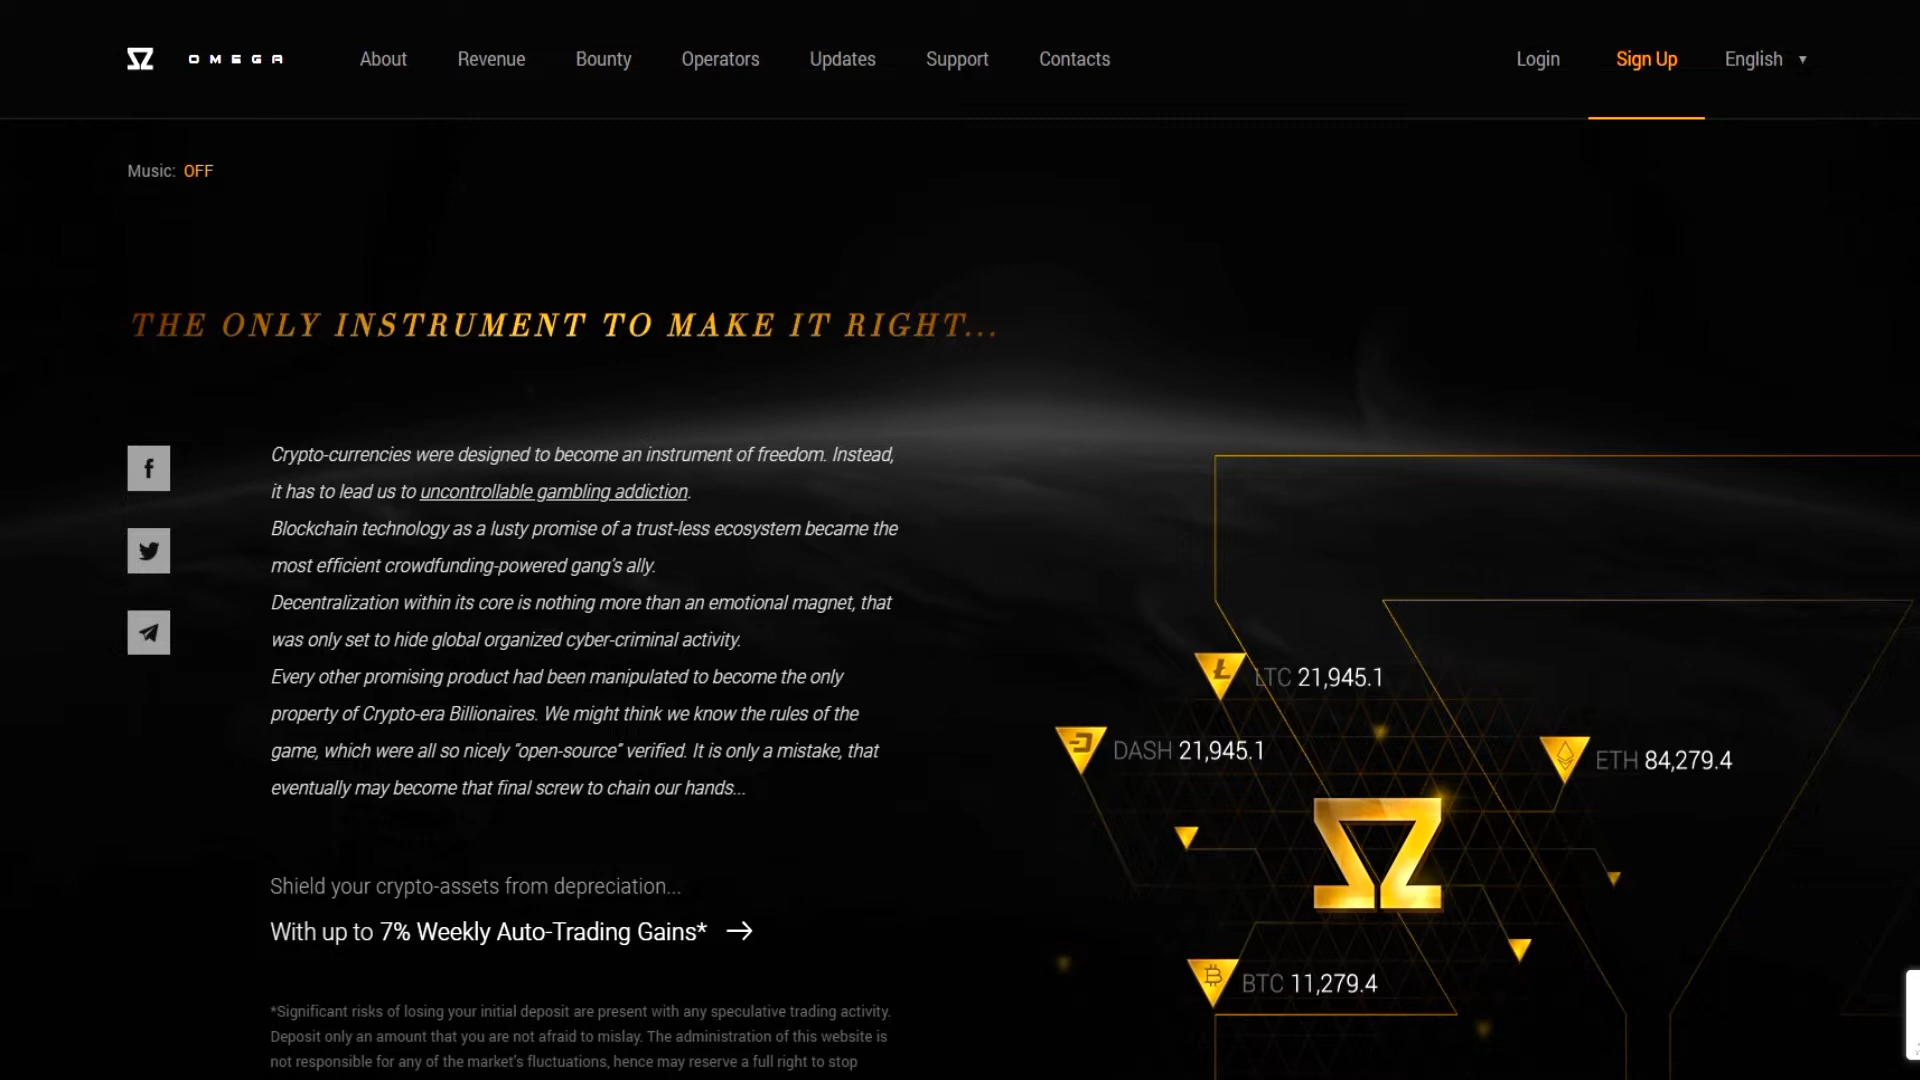 OMEGA
About
Revenue
Bounty
Operators
Updates
Support
Contacts
Login
Sign Up
English
Music: OFF
THE ONLY INSTRUMENT TO MAKE IT RIGHT...
Crypto-currencies were designed to become an instrument of freedom. Instead,
it has to lead us to uncontrollable gambling addiction.
Blockchain technology as a lusty promise of a trust-less ecosystem became the
most efficient crowdfunding-powered gang's ally.
Decentralization within its core is nothing more than an emotional magnet, that
was only set to hide global organized cyber-criminal activity.
Every other promising product had been manipulated to become the only
property of Crypto-era Billionaires. We might think we know the rules of the
game, which were all so nicely "open-source" verified. It is only a mistake, that
eventually may become that final screw to chain our hands...
Shield your crypto-assets from depreciation...
With up to 7% Weekly Auto-Trading Gains*
*Significant risks of losing your initial deposit are present with any speculative trading activity.
Deposit only an amount that you are not afraid to mislay. The administration of this website is
not responsible for any of the market's fluctuations, hence may reserve a full right to stop
LTC 21,945.1
DASH 21,945.1
ETH 84,279.4
BTC 11,279.4